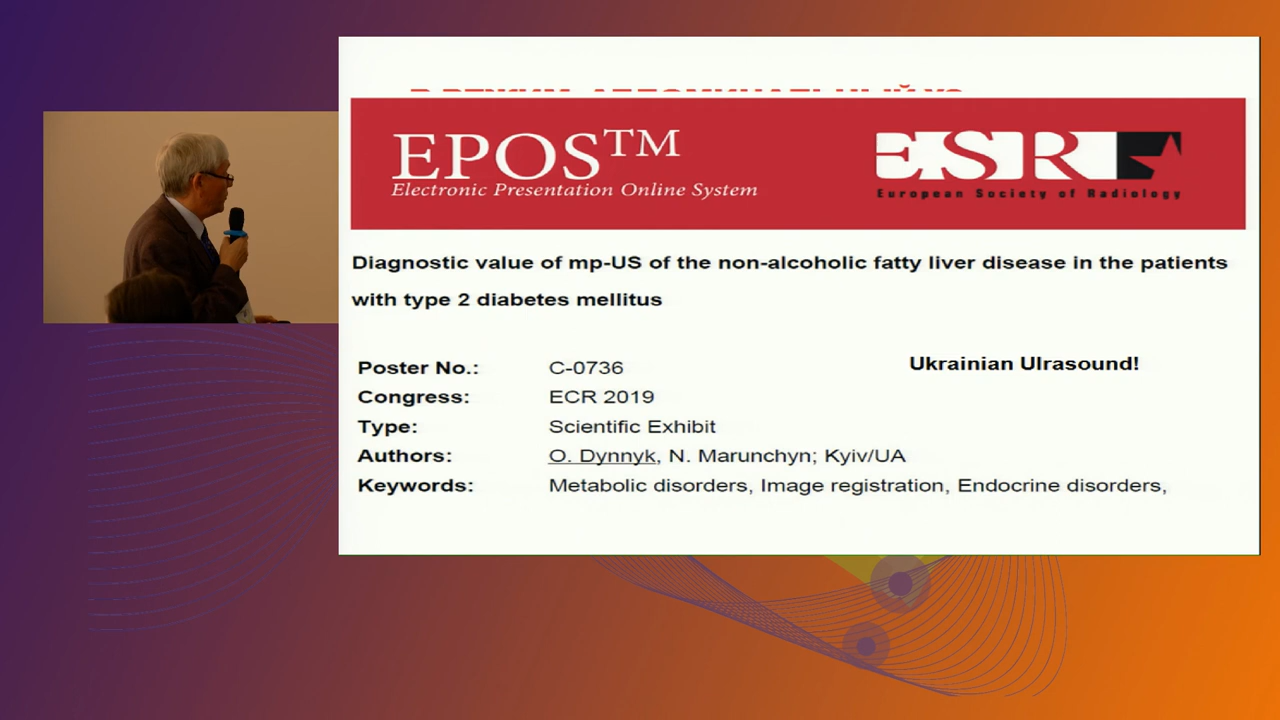 EPOS™
Electronic Presentation Online System
ESR
European Society of Radiology
Diagnostic value of mp-US of the non-alcoholic fatty liver disease in the patients
with type 2 diabetes mellitus
Ukrainian Ulrasound!
Poster No.: C-0736
Congress: ECR 2019
Type: Scientific Exhibit
Authors: O. Dynnyk, N. Marunchyn; Kyiv/UA
Keywords: Metabolic disorders, Image registration, Endocrine disorders,